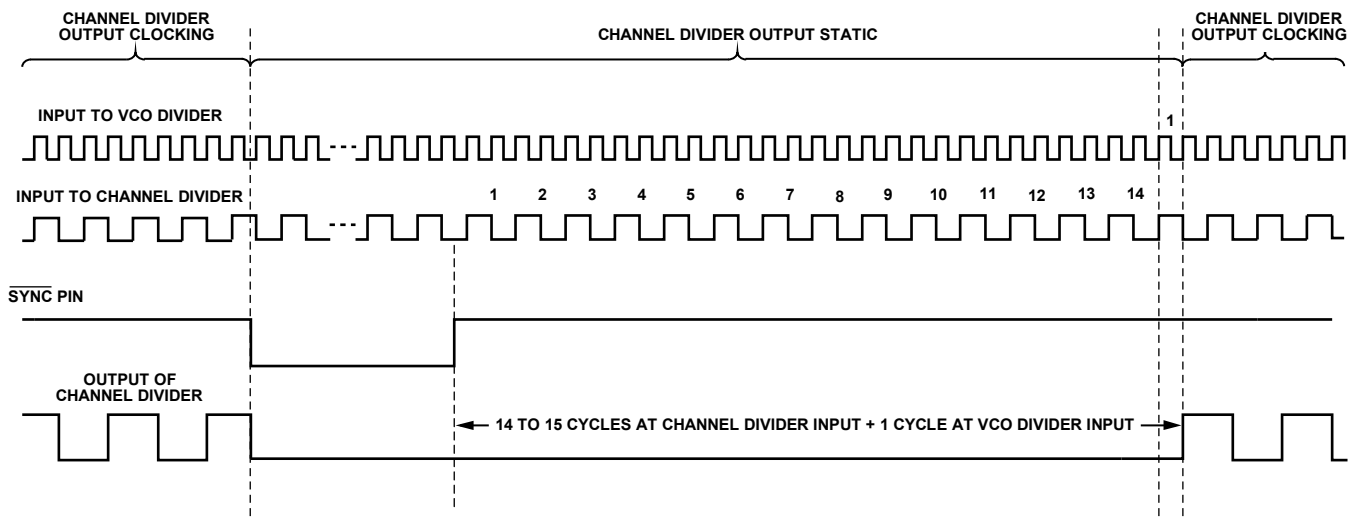 CHANNEL DIVIDER
OUTPUT CLOCKING
CHANNEL DIVIDER OUTPUT STATIC
CHANNEL DIVIDER
OUTPUT CLOCKING
INPUT TO VCO DIVIDER
1
INPUT TO CHANNEL DIVIDER
1 2 3 4 5 6 7 8 9 10 11 12 13 14
SYNC PIN
OUTPUT OF
CHANNEL DIVIDER
14 TO 15 CYCLES AT CHANNEL DIVIDER INPUT + 1 CYCLE AT VCO DIVIDER INPUT